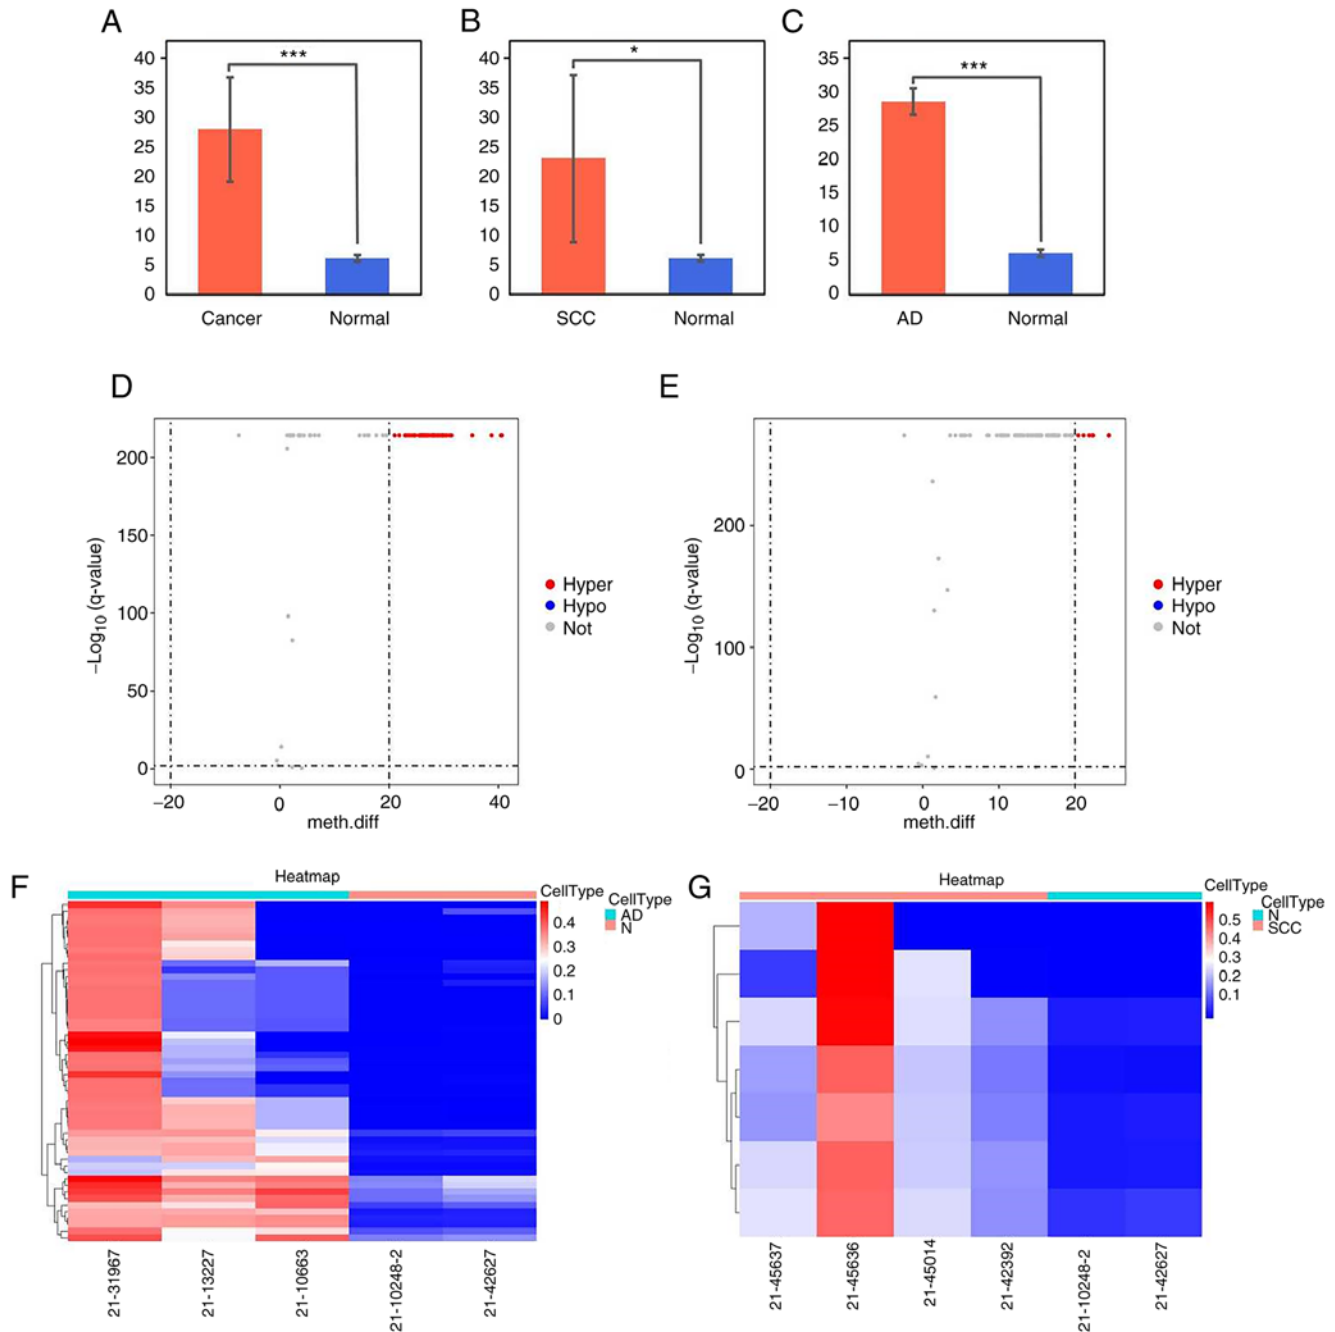 A
B
C
40
35
30
25
20
15
10
5
0
***
Cancer
Normal
40
35
30
25
20
15
10
5
0
*
SCC
Normal
35
30
25
20
15
10
5
0
***
AD
Normal
D
E
−Log10 (q-value)
200
150
100
50
0
−20
0
20
40
meth.diff
Hyper
Hypo
Not
−Log10 (q-value)
200
100
0
−20
−10
0
10
20
meth.diff
Hyper
Hypo
Not
F
Heatmap
CellType
0.4
0.3
0.2
0.1
0
CellType
AD
N
21-31967
21-13227
21-10663
21-10248-2
21-42627
G
Heatmap
CellType
0.5
0.4
0.3
0.2
0.1
CellType
N
SCC
21-45637
21-45636
21-45014
21-42392
21-10248-2
21-42627